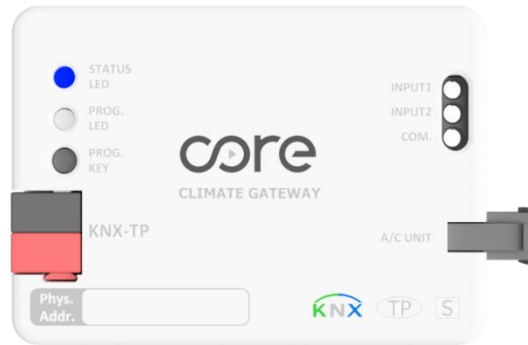 STATUS
LED
PROG.
LED
PROG.
KEY
INPUT1
INPUT2
COM.
core
CLIMATE GATEWAY
KNX-TP
A/C UNIT
Phys.
Addr.
KNX
TP
S